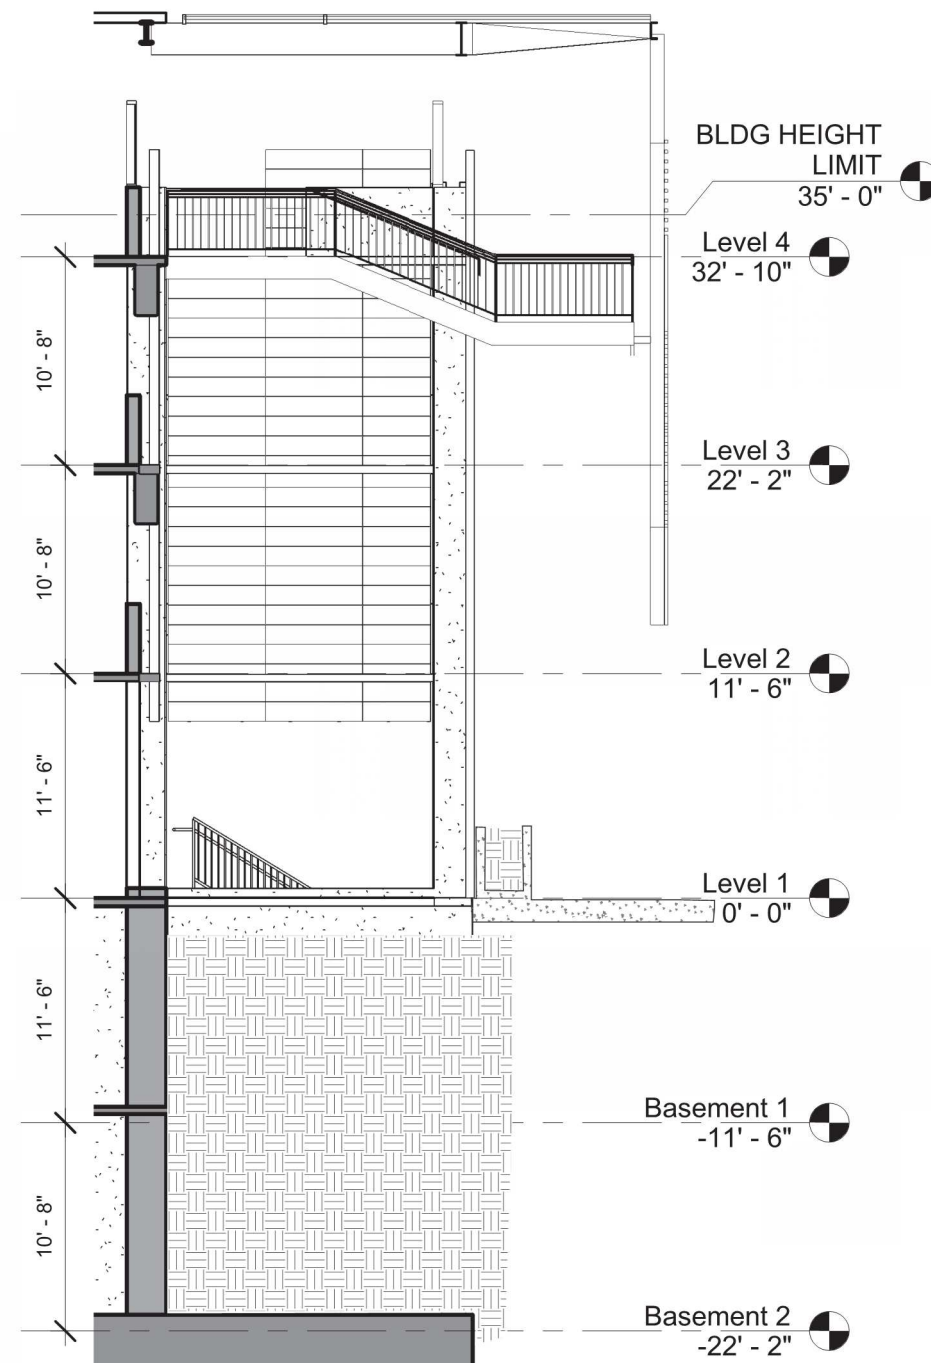 BLDG HEIGHT
LIMIT
35' - 0"
Level 4
32' - 10"
10' - 8"
Level 3
22' - 2"
10' - 8"
Level 2
11' - 6"
11' - 6"
Level 1
0' - 0"
11' - 6"
Basement 1
-11' - 6"
10' - 8"
Basement 2
-22' - 2"